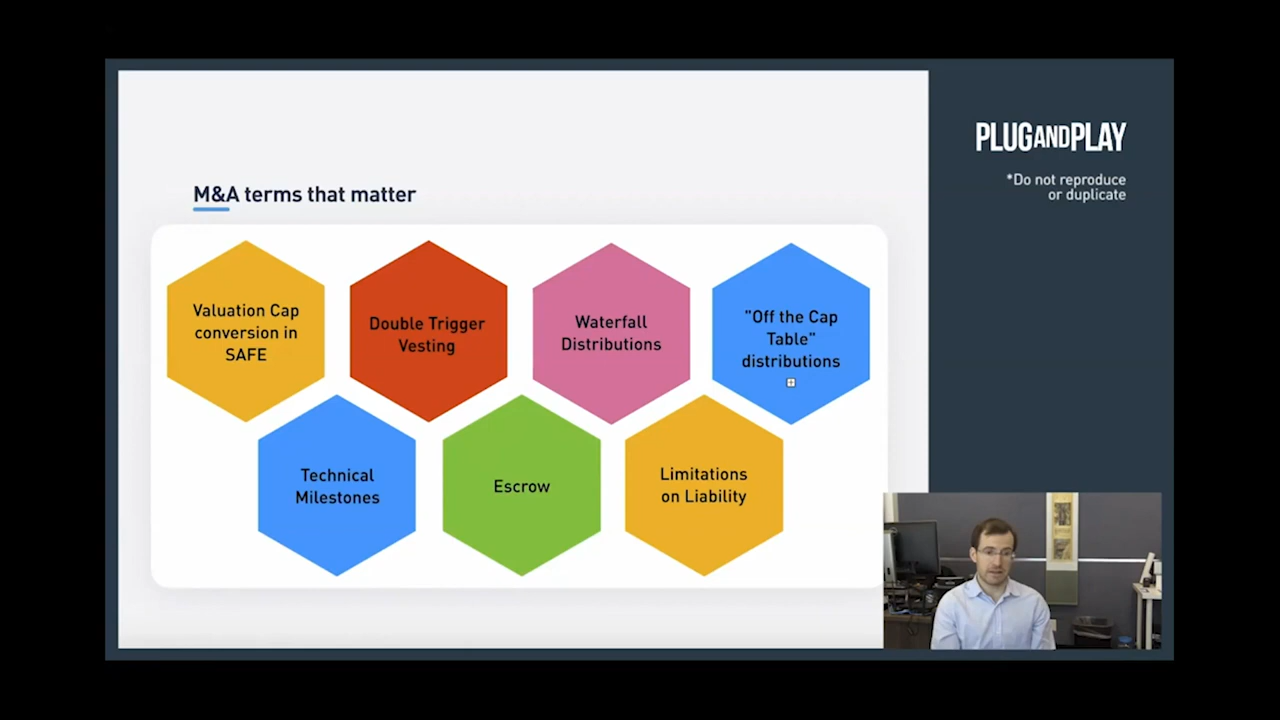 PLUGANDPLAY
*Do not reproduce
or duplicate
M&A terms that matter
Valuation Cap
conversion in
SAFE
Double Trigger
Vesting
Waterfall
Distributions
"Off the Cap
Table"
distributions
Technical
Milestones
Escrow
Limitations
on Liability